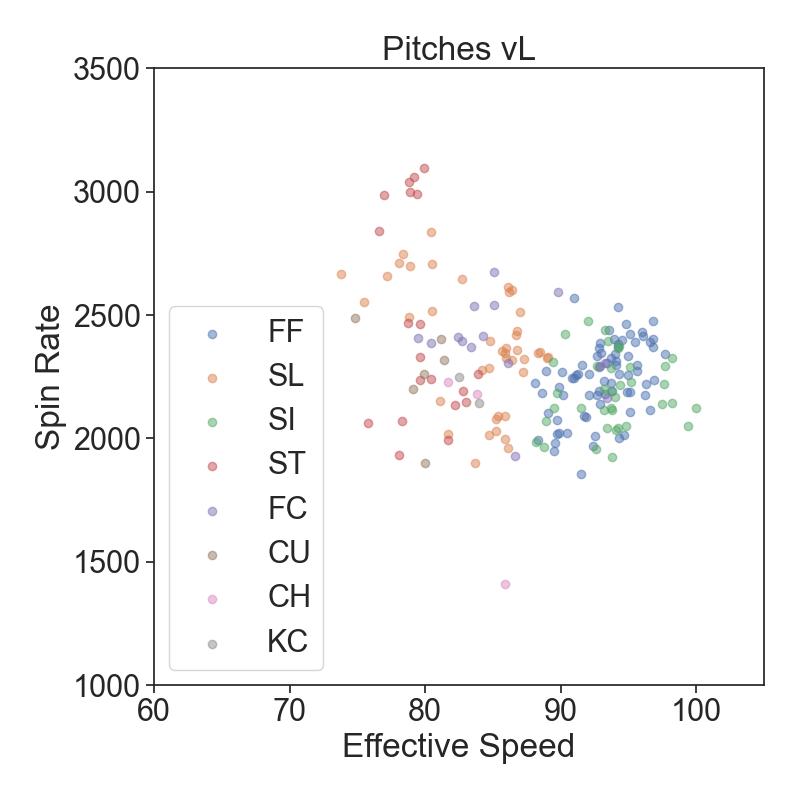 Pitches vL
3500
3000
2500
2000
1500
1000
Spin Rate
FF
SL
SI
ST
FC
CU
CH
KC
60
70
80
90
100
Effective Speed